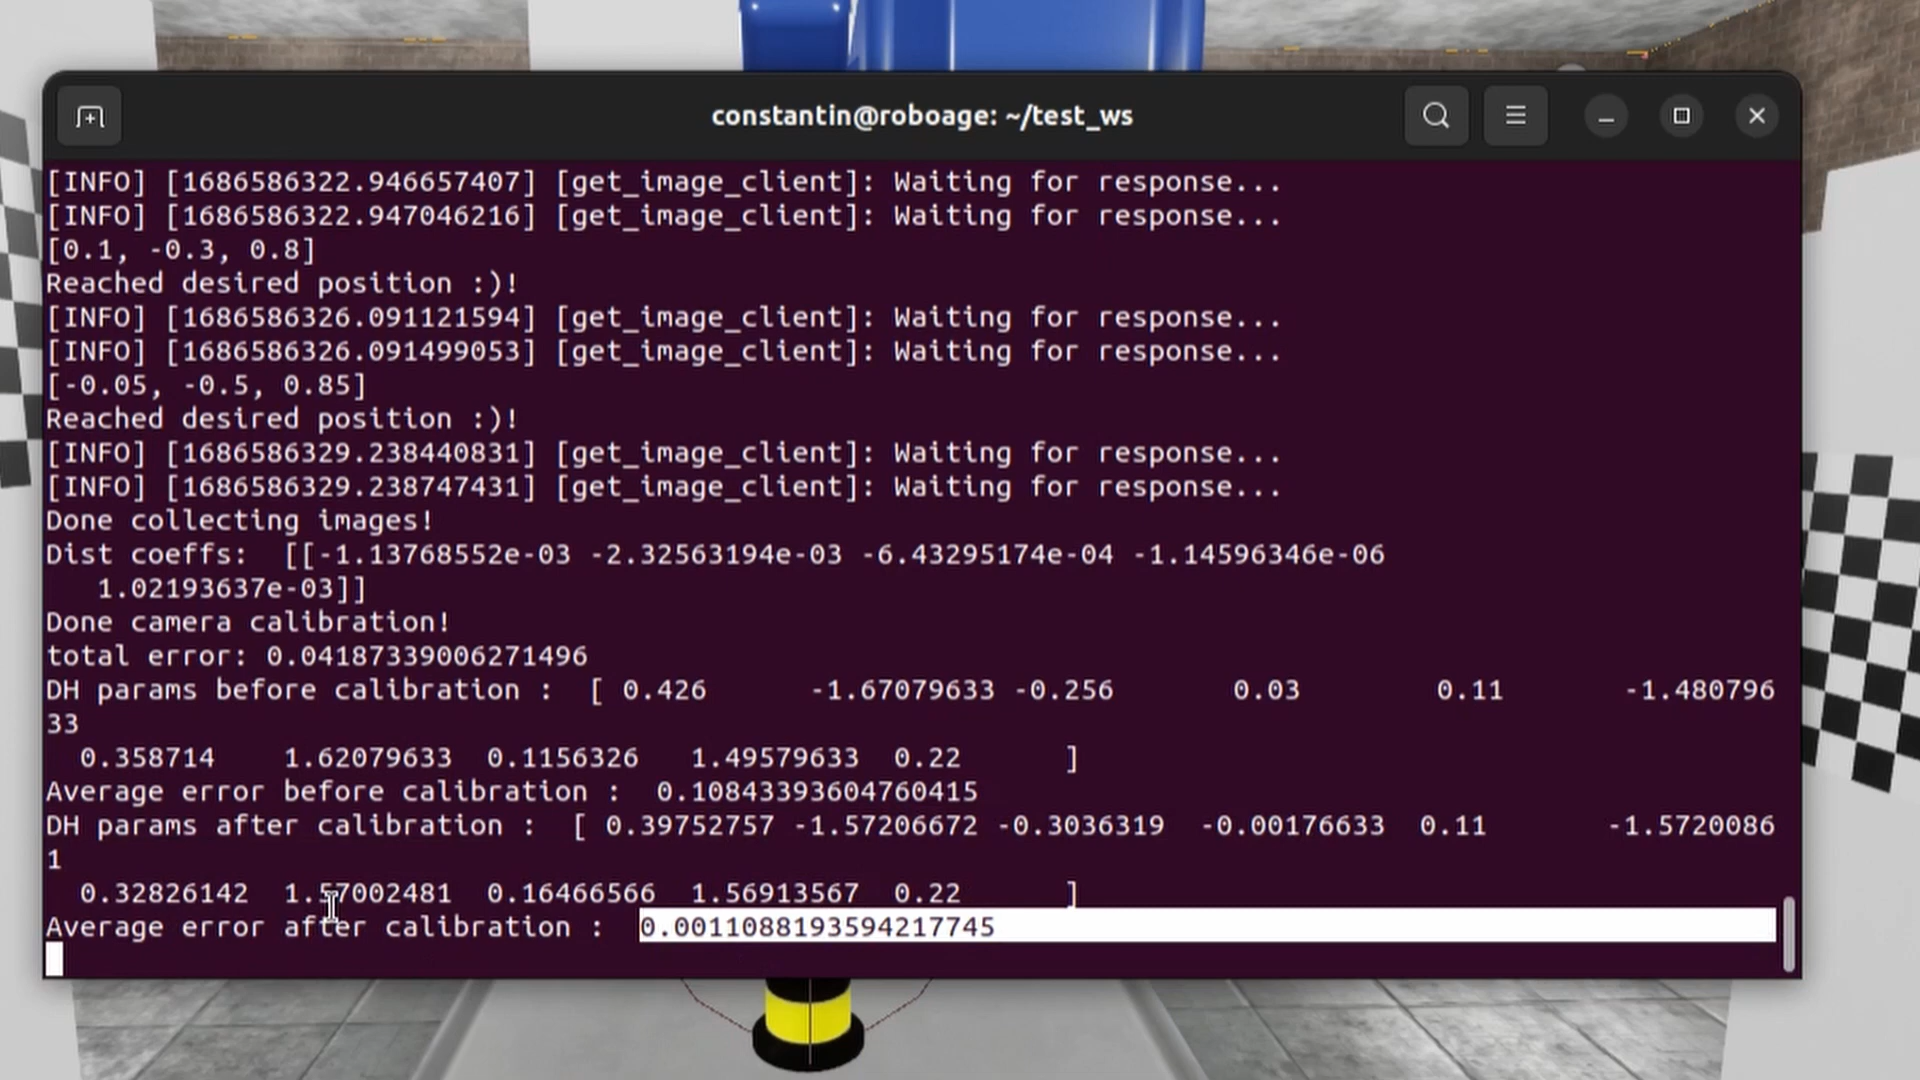 constantin@roboage: ~/test_ws
[INFO] [1686586322.946657407] [get_image_client]: Waiting for response...
[INFO] [1686586322.947046216] [get_image_client]: Waiting for response...
[0.1, -0.3, 0.8]
Reached desired position :)!
[INFO] [1686586326.091121594] [get_image_client]: Waiting for response...
[INFO] [1686586326.091499053] [get_image_client]: Waiting for response...
[-0.05, -0.5, 0.85]
Reached desired position :)!
[INFO] [1686586329.238440831] [get_image_client]: Waiting for response...
[INFO] [1686586329.238747431] [get_image_client]: Waiting for response...
Done collecting images!
Dist coeffs:  [[-1.13768552e-03 -2.32563194e-03 -6.43295174e-04 -1.14596346e-06
   1.02193637e-03]]
Done camera calibration!
total error: 0.04187339006271496
DH params before calibration :  [ 0.426      -1.67079633 -0.256       0.03        0.11       -1.480796
33
  0.358714    1.62079633  0.1156326   1.49579633  0.22      ]
Average error before calibration :  0.10843393604760415
DH params after calibration :  [ 0.39752757 -1.57206672 -0.3036319  -0.00176633  0.11       -1.5720086
1
  0.32826142  1.57002481  0.16466566  1.56913567  0.22      ]
Average error after calibration :  0.0011088193594217745